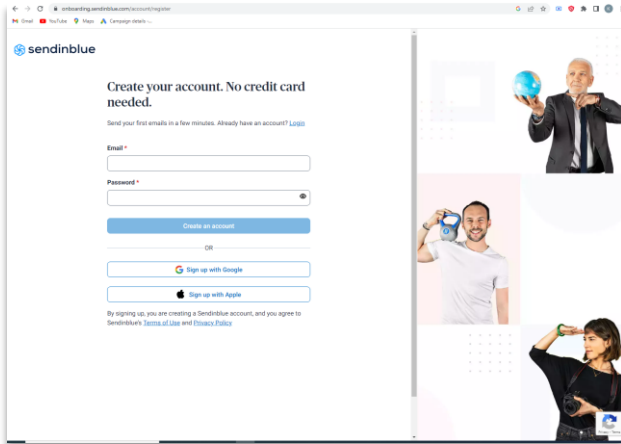 onboarding.sendinblue.com/account/register
Gmail
YouTube
Maps
Campaign details -...
sendinblue
Create your account. No credit card
needed.
Send your first emails in a few minutes. Already have an account? Login
Email *
Password *
Create an account
OR
Sign up with Google
Sign up with Apple
By signing up, you are creating a Sendinblue account, and you agree to
Sendinblue's Terms of Use and Privacy Policy
Privacy - Terms